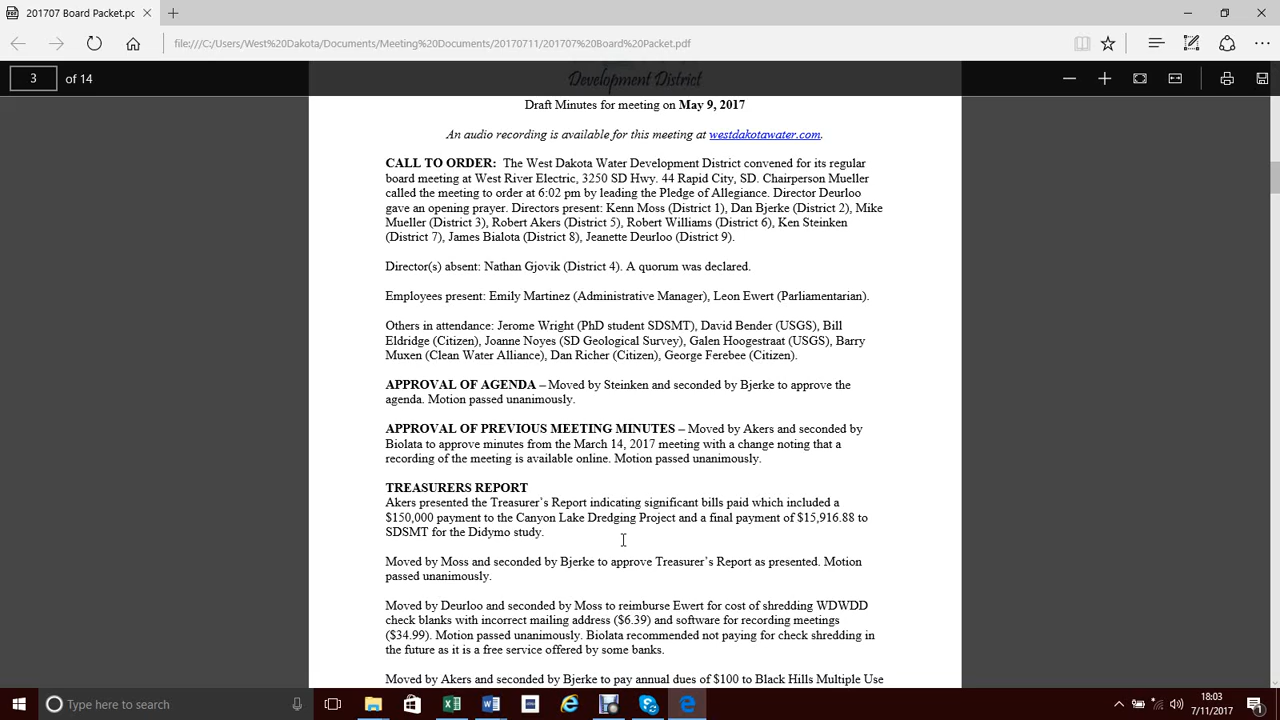 201707 Board Packet.pc
file:///C:/Users/West%20Dakota/Documents/Meeting%20Documents/20170711/201707%20Board%20Packet.pdf
3 of 14
Development District
Draft Minutes for meeting on May 9, 2017
An audio recording is available for this meeting at westdakotawater.com.
CALL TO ORDER: The West Dakota Water Development District convened for its regular
board meeting at West River Electric, 3250 SD Hwy. 44 Rapid City, SD. Chairperson Mueller
called the meeting to order at 6:02 pm by leading the Pledge of Allegiance. Director Deurloo
gave an opening prayer. Directors present: Kenn Moss (District 1), Dan Bjerke (District 2), Mike
Mueller (District 3), Robert Akers (District 5), Robert Williams (District 6), Ken Steinken
(District 7), James Bialota (District 8), Jeanette Deurloo (District 9).
Director(s) absent: Nathan Gjovik (District 4). A quorum was declared.
Employees present: Emily Martinez (Administrative Manager), Leon Ewert (Parliamentarian).
Others in attendance: Jerome Wright (PhD student SDSMT), David Bender (USGS), Bill
Eldridge (Citizen), Joanne Noyes (SD Geological Survey), Galen Hoogestraat (USGS), Barry
Muxen (Clean Water Alliance), Dan Richer (Citizen), George Ferebee (Citizen).
APPROVAL OF AGENDA – Moved by Steinken and seconded by Bjerke to approve the
agenda. Motion passed unanimously.
APPROVAL OF PREVIOUS MEETING MINUTES – Moved by Akers and seconded by
Biolata to approve minutes from the March 14, 2017 meeting with a change noting that a
recording of the meeting is available online. Motion passed unanimously.
TREASURERS REPORT
Akers presented the Treasurer's Report indicating significant bills paid which included a
$150,000 payment to the Canyon Lake Dredging Project and a final payment of $15,916.88 to
SDSMT for the Didymo study.
Moved by Moss and seconded by Bjerke to approve Treasurer's Report as presented. Motion
passed unanimously.
Moved by Deurloo and seconded by Moss to reimburse Ewert for cost of shredding WDWDD
check blanks with incorrect mailing address ($6.39) and software for recording meetings
($34.99). Motion passed unanimously. Biolata recommended not paying for check shredding in
the future as it is a free service offered by some banks.
Moved by Akers and seconded by Bjerke to pay annual dues of $100 to Black Hills Multiple Use
Type here to search
18:03
7/11/2017